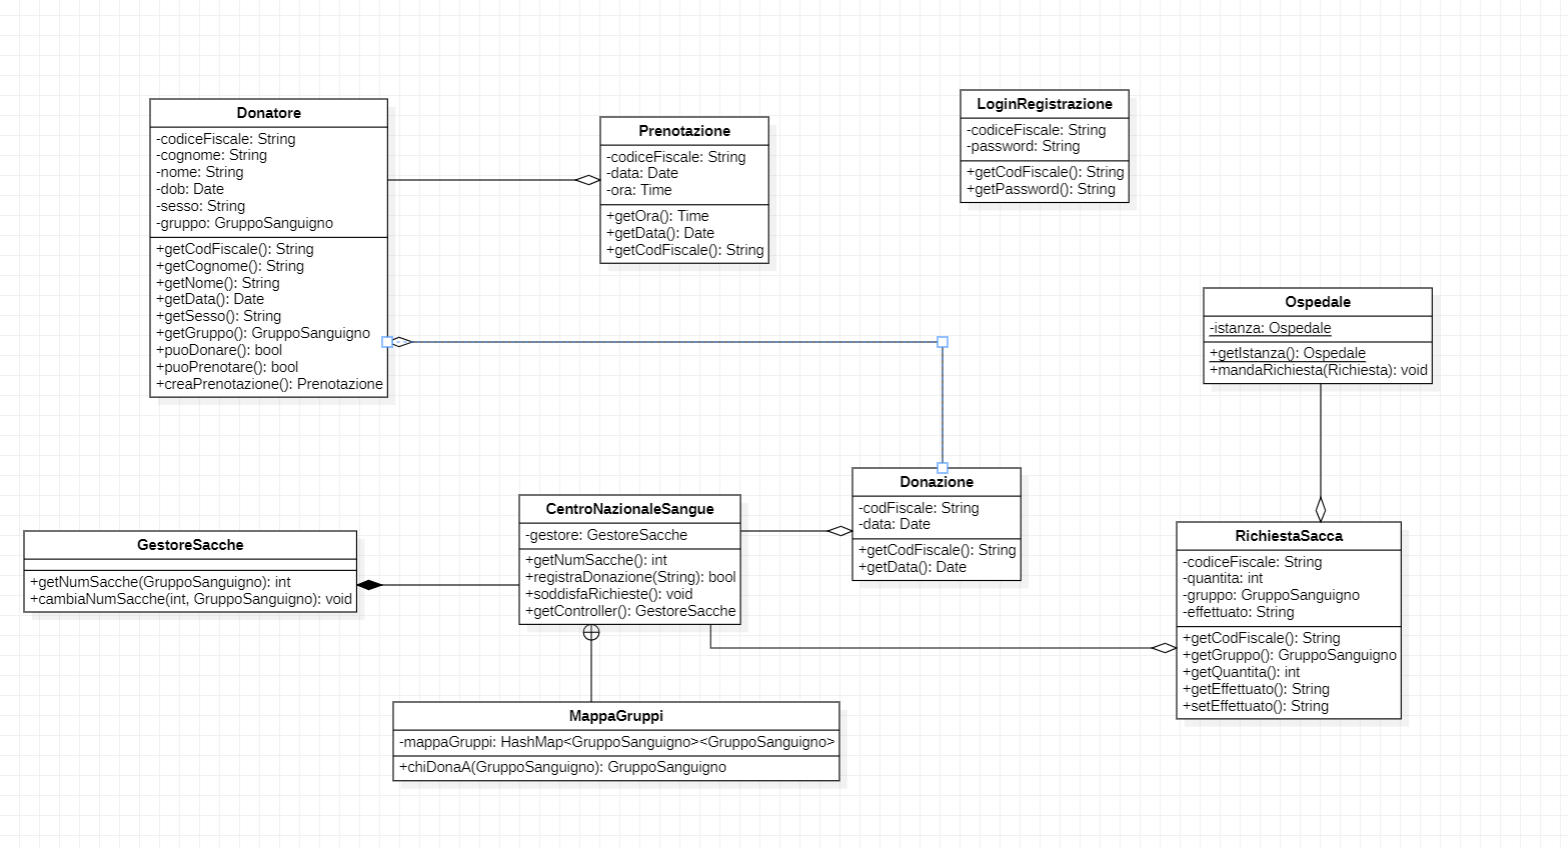 Donatore
-codiceFiscale: String
-cognome: String
-nome: String
-dob: Date
-sesso: String
-gruppo: GruppoSanguigno
+getCodFiscale(): String
+getCognome(): String
+getNome(): String
+getData(): Date
+getSesso(): String
+getGruppo(): GruppoSanguigno
+puoDonare(): bool
+puoPrenotare(): bool
+creaPrenotazione(): Prenotazione
Prenotazione
-codiceFiscale: String
-data: Date
-ora: Time
+getOra(): Time
+getData(): Date
+getCodFiscale(): String
LoginRegistrazione
-codiceFiscale: String
-password: String
+getCodFiscale(): String
+getPassword(): String
Ospedale
-istanza: Ospedale
+getIstanza(): Ospedale
+mandaRichiesta(Richiesta): void
GestoreSacche
+getNumSacche(GruppoSanguigno): int
+cambiaNumSacche(int, GruppoSanguigno): void
CentroNazionaleSangue
-gestore: GestoreSacche
+getNumSacche(): int
+registraDonazione(String): bool
+soddisfaRichieste(): void
+getController(): GestoreSacche
Donazione
-codFiscale: String
-data: Date
+getCodFiscale(): String
+getData(): Date
RichiestaSacca
-codiceFiscale: String
-quantita: int
-gruppo: GruppoSanguigno
-effettuato: String
+getCodFiscale(): String
+getGruppo(): GruppoSanguigno
+getQuantita(): int
+getEffettuato(): String
+setEffettuato(): String
MappaGruppi
-mappaGruppi: HashMap<GruppoSanguigno><GruppoSanguigno>
+chiDonaA(GruppoSanguigno): GruppoSanguigno